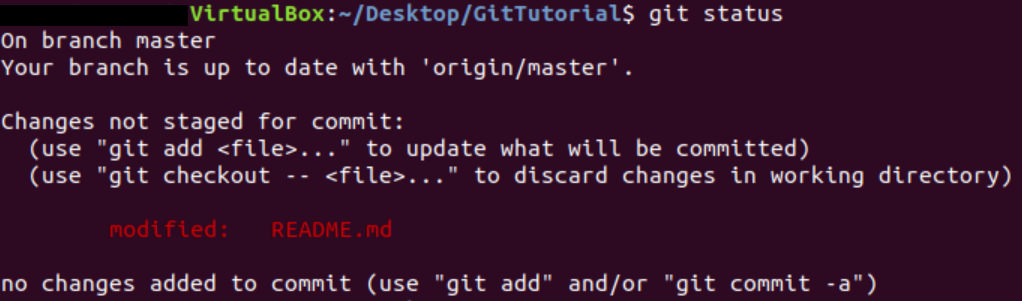 VirtualBox:~/Desktop/GitTutorial$ git status
On branch master
Your branch is up to date with 'origin/master'.
Changes not staged for commit:
(use "git add <file>..." to update what will be committed)
(use "git checkout -- <file>..." to discard changes in working directory)
modified: README.md
no changes added to commit (use "git add" and/or "git commit -a")